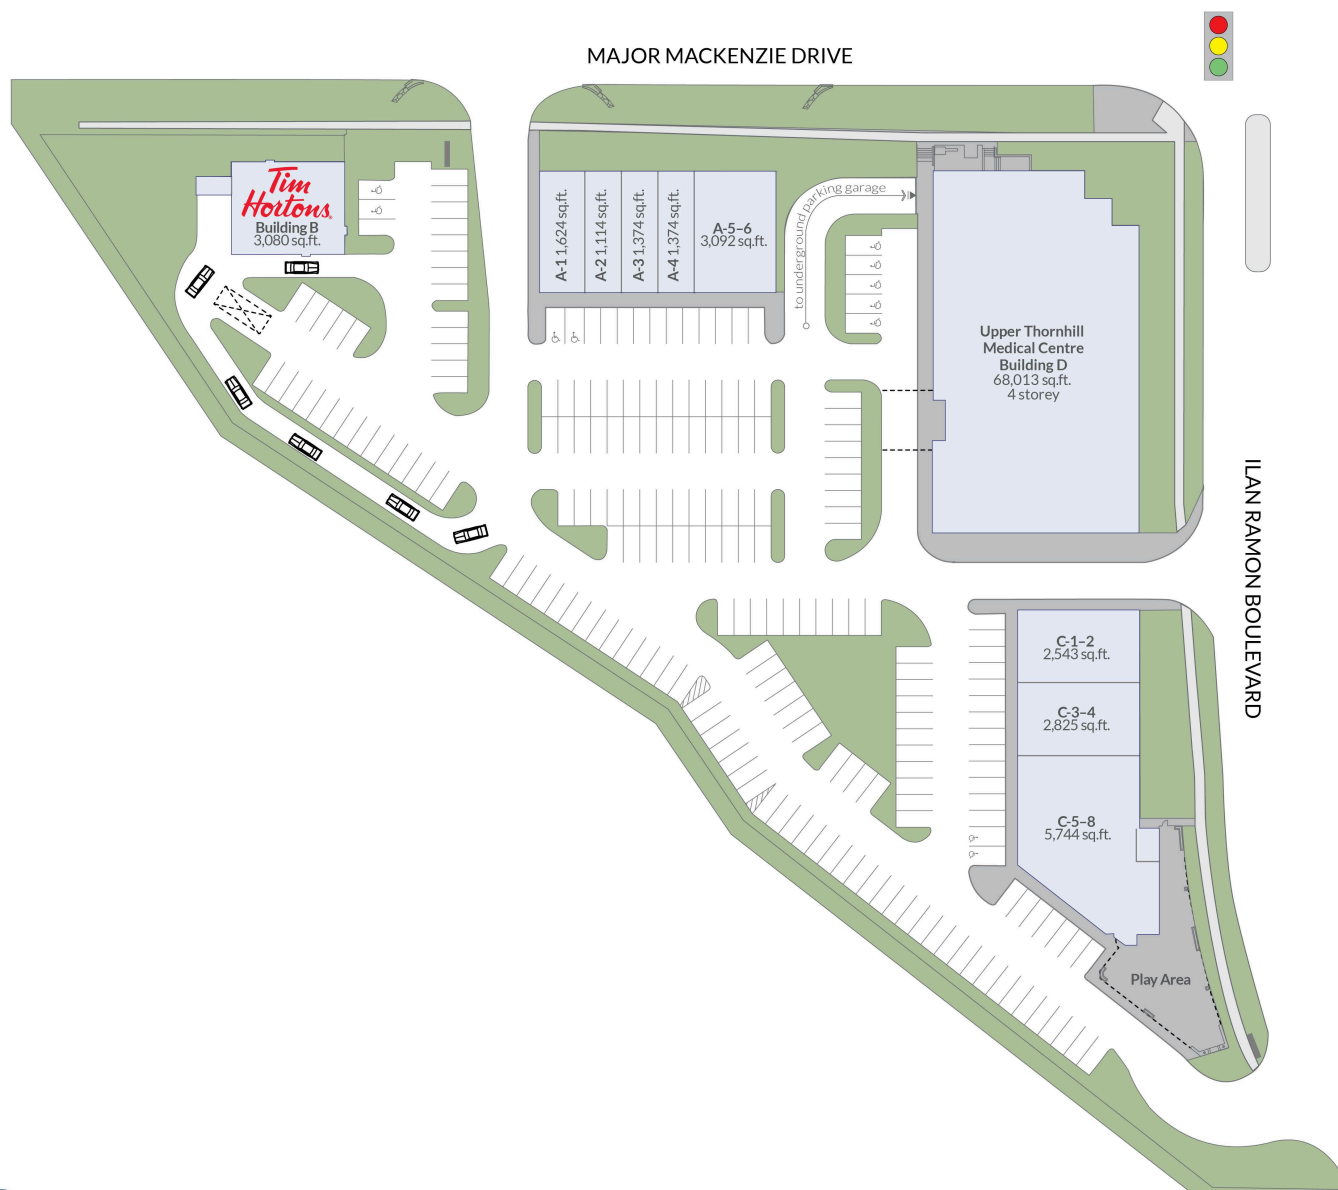 MAJOR MACKENZIE DRIVE
Tim
Hortons
Building B
3,080 sq.ft.
A-1 1,624 sq.ft.
A-2 1,114 sq.ft.
A-3 1,374 sq.ft.
A-4 1,374 sq.ft.
A-5–6
3,092 sq.ft.
to underground parking garage
Upper Thornhill
Medical Centre
Building D
68,013 sq.ft.
4 storey
ILAN RAMON BOULEVARD
C-1–2
2,543 sq.ft.
C-3–4
2,825 sq.ft.
C-5–8
5,744 sq.ft.
Play Area